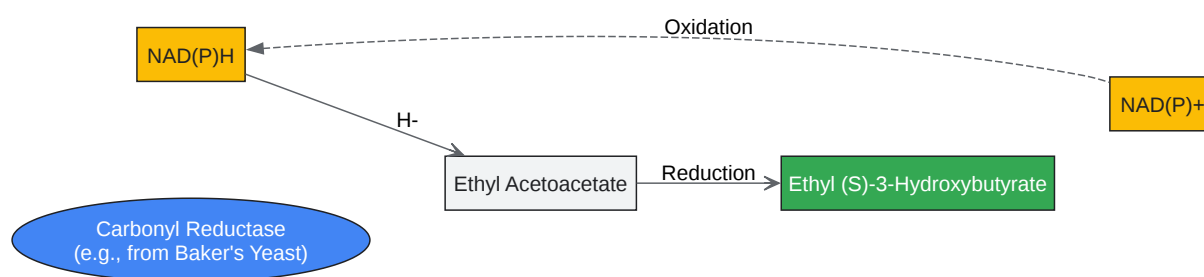 Oxidation
NAD(P)H
NAD(P)+
H-
Ethyl Acetoacetate
Reduction
Ethyl (S)-3-Hydroxybutyrate
Carbonyl Reductase
(e.g., from Baker's Yeast)